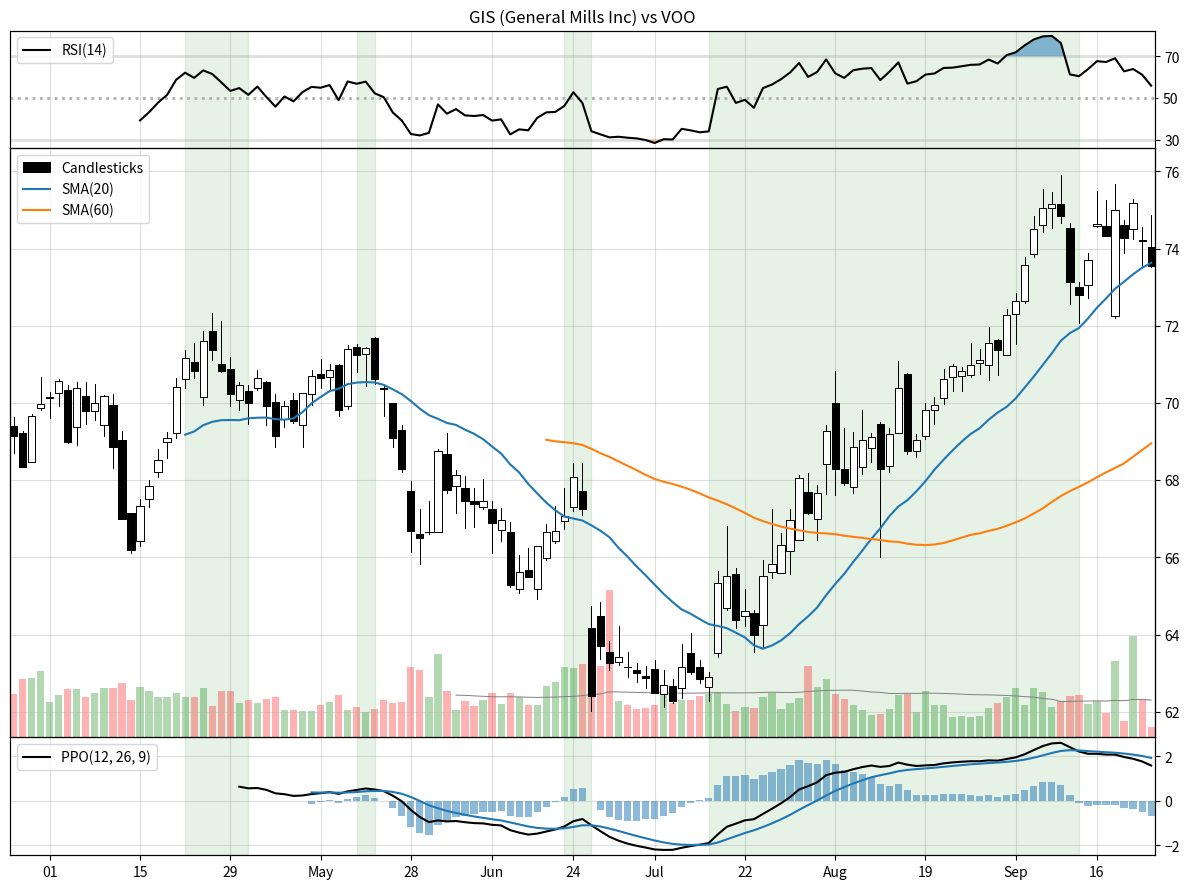 GIS (General Mills Inc) vs VOO
RSI(14)
70
50
30
Candlesticks
SMA(20)
SMA(60)
76
74
72
70
68
66
64
62
PPO(12, 26, 9)
2
0
−2
01 15 29 May 28 Jun 24 Jul 22 Aug 19 Sep 16